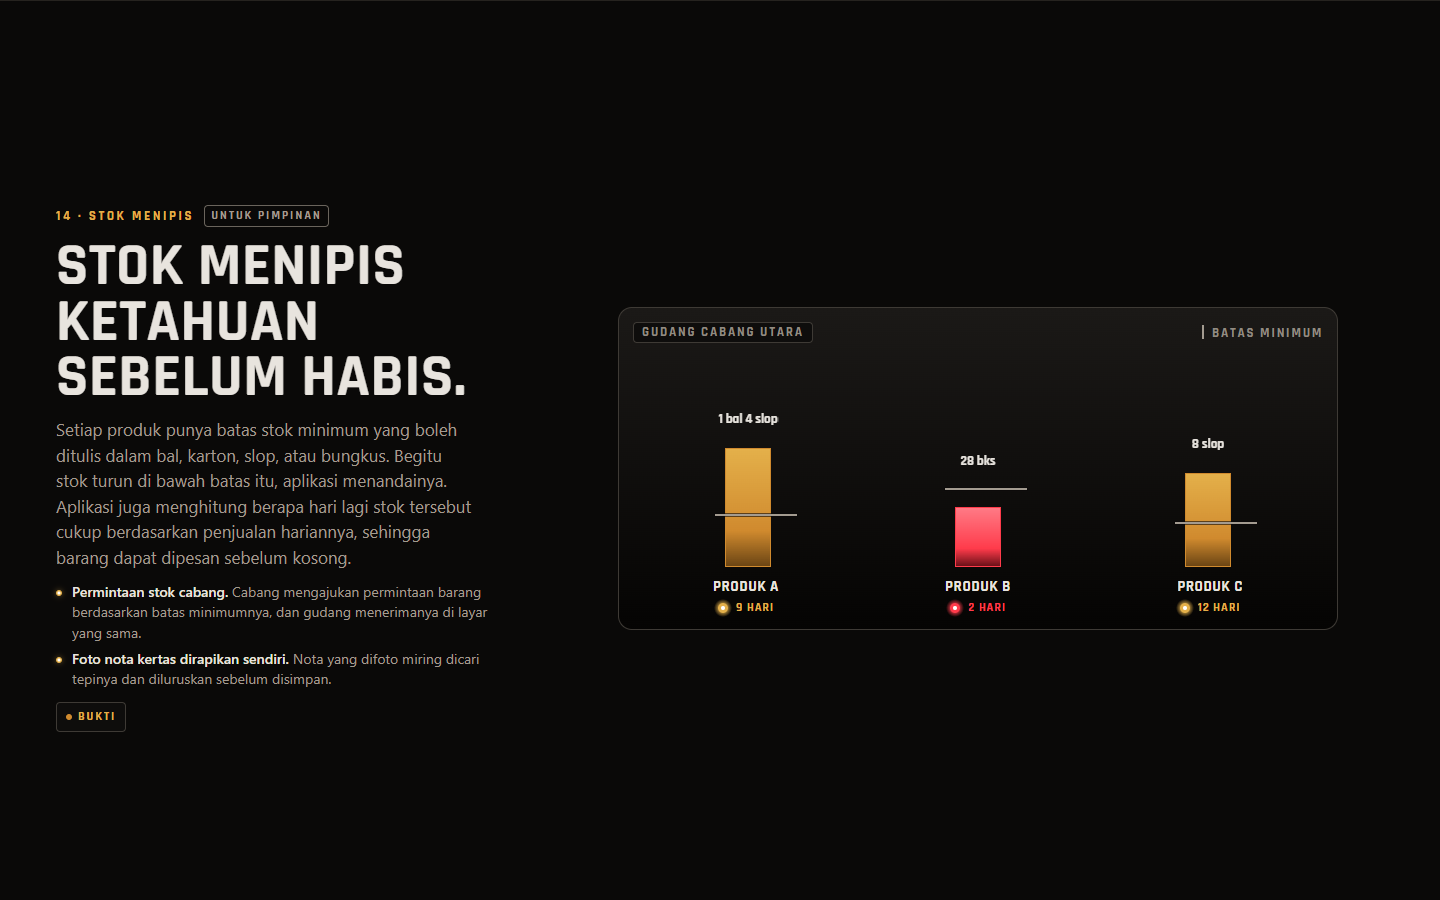 14 · STOK MENIPIS UNTUK PIMPINAN
STOK MENIPIS
KETAHUAN
SEBELUM HABIS.
Setiap produk punya batas stok minimum yang boleh
ditulis dalam bal, karton, slop, atau bungkus. Begitu
stok turun di bawah batas itu, aplikasi menandainya.
Aplikasi juga menghitung berapa hari lagi stok tersebut
cukup berdasarkan penjualan hariannya, sehingga
barang dapat dipesan sebelum kosong.
Permintaan stok cabang. Cabang mengajukan permintaan barang
berdasarkan batas minimumnya, dan gudang menerimanya di layar
yang sama.
Foto nota kertas dirapikan sendiri. Nota yang difoto miring dicari
tepinya dan diluruskan sebelum disimpan.
BUKTI
GUDANG CABANG UTARA
BATAS MINIMUM
1 bal 4 slop
28 bks
8 slop
PRODUK A
PRODUK B
PRODUK C
9 HARI
2 HARI
12 HARI